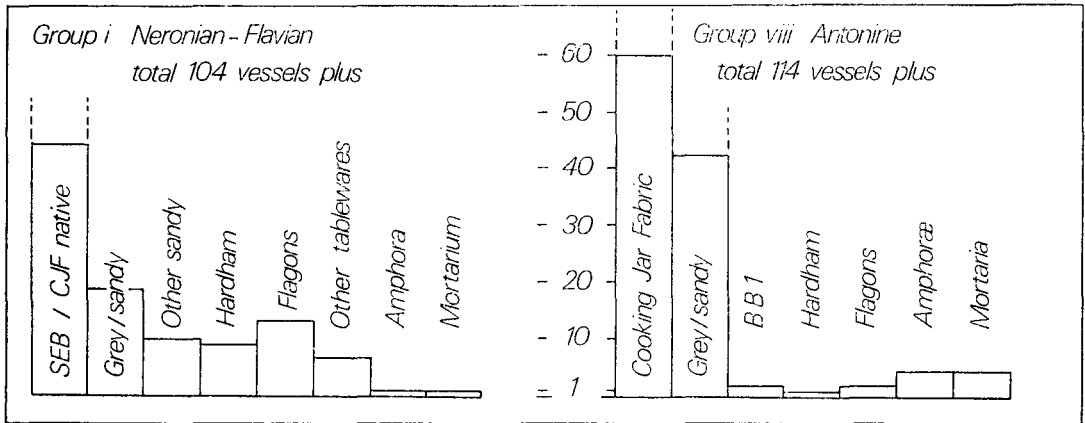 Group i Neronian-Flavian
total 104 vessels plus
SEB / CJF native
Grey/sandy
Other sandy
Hardham
Flagons
Other tablewares
Amphora
Mortarium
- 60
- 50
- 40
- 30
- 20
- 10
- 1
Group viii Antonine
total 114 vessels plus
Cooking Jar Fabric
Grey/sandy
BB1
Hardham
Flagons
Amphoræ
Mortaria